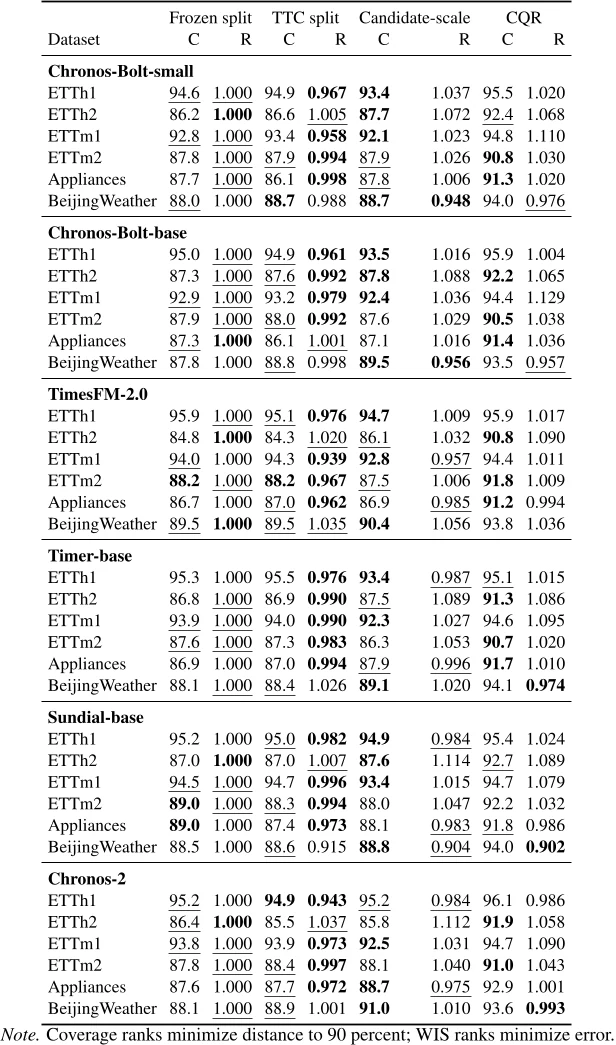 Frozen split TTC split Candidate-scale CQR
Dataset C R C R C R C R
Chronos-Bolt-small
ETTh1 94.6 1.000 94.9 0.967 93.4 1.037 95.5 1.020
ETTh2 86.2 1.000 86.6 1.005 87.7 1.072 92.4 1.068
ETTm1 92.8 1.000 93.4 0.958 92.1 1.023 94.8 1.110
ETTm2 87.8 1.000 87.9 0.994 87.9 1.026 90.8 1.030
Appliances 87.7 1.000 86.1 0.998 87.8 1.006 91.3 1.020
BeijingWeather 88.0 1.000 88.7 0.988 88.7 0.948 94.0 0.976
Chronos-Bolt-base
ETTh1 95.0 1.000 94.9 0.961 93.5 1.016 95.9 1.004
ETTh2 87.3 1.000 87.6 0.992 87.8 1.088 92.2 1.065
ETTm1 92.9 1.000 93.2 0.979 92.4 1.036 94.4 1.129
ETTm2 87.9 1.000 88.0 0.992 87.6 1.029 90.5 1.038
Appliances 87.3 1.000 86.1 1.001 87.1 1.016 91.4 1.036
BeijingWeather 87.8 1.000 88.8 0.998 89.5 0.956 93.5 0.957
TimesFM-2.0
ETTh1 95.9 1.000 95.1 0.976 94.7 1.009 95.9 1.017
ETTh2 84.8 1.000 84.3 1.020 86.1 1.032 90.8 1.090
ETTm1 94.0 1.000 94.3 0.939 92.8 0.957 94.4 1.011
ETTm2 88.2 1.000 88.2 0.967 87.5 1.006 91.8 1.009
Appliances 86.7 1.000 87.0 0.962 86.9 0.985 91.2 0.994
BeijingWeather 89.5 1.000 89.5 1.035 90.4 1.056 93.8 1.036
Timer-base
ETTh1 95.3 1.000 95.5 0.976 93.4 0.987 95.1 1.015
ETTh2 86.8 1.000 86.9 0.990 87.5 1.089 91.3 1.086
ETTm1 93.9 1.000 94.0 0.990 92.3 1.027 94.6 1.095
ETTm2 87.6 1.000 87.3 0.983 86.3 1.053 90.7 1.020
Appliances 86.9 1.000 87.0 0.994 87.9 0.996 91.7 1.010
BeijingWeather 88.1 1.000 88.4 1.026 89.1 1.020 94.1 0.974
Sundial-base
ETTh1 95.2 1.000 95.0 0.982 94.9 0.984 95.4 1.024
ETTh2 87.0 1.000 87.0 1.007 87.6 1.114 92.7 1.089
ETTm1 94.5 1.000 94.7 0.996 93.4 1.015 94.7 1.079
ETTm2 89.0 1.000 88.3 0.994 88.0 1.047 92.2 1.032
Appliances 89.0 1.000 87.4 0.973 88.1 0.983 91.8 0.986
BeijingWeather 88.5 1.000 88.6 0.915 88.8 0.904 94.0 0.902
Chronos-2
ETTh1 95.2 1.000 94.9 0.943 95.2 0.984 96.1 0.986
ETTh2 86.4 1.000 85.5 1.037 85.8 1.112 91.9 1.058
ETTm1 93.8 1.000 93.9 0.973 92.5 1.031 94.7 1.090
ETTm2 87.8 1.000 88.4 0.997 88.1 1.040 91.0 1.043
Appliances 87.6 1.000 87.7 0.972 88.7 0.975 92.9 1.001
BeijingWeather 88.1 1.000 88.9 1.001 91.0 1.010 93.6 0.993
Note. Coverage ranks minimize distance to 90 percent; WIS ranks minimize error.